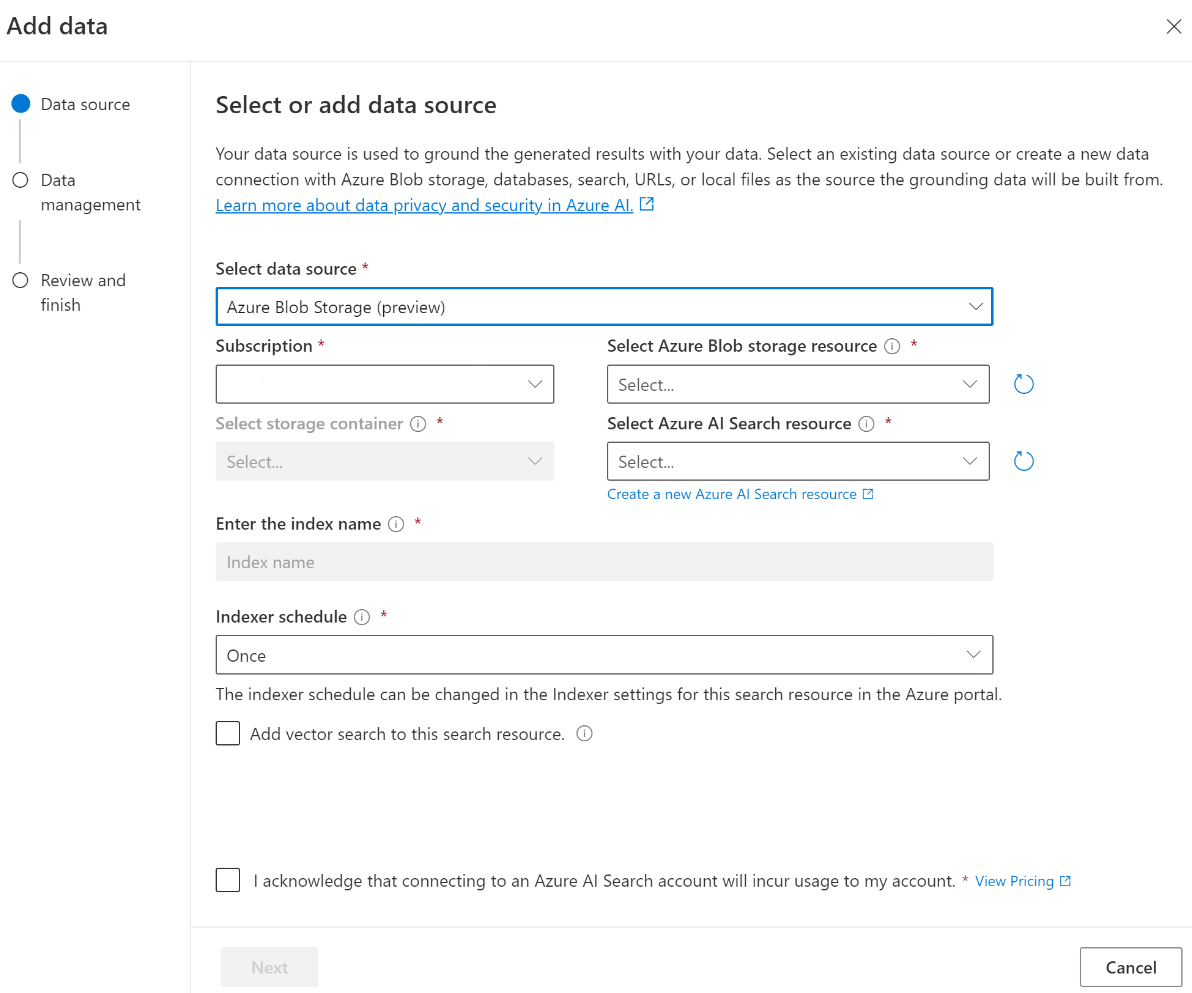 Add data
Data source
Data
management
Review and
finish
Select or add data source
Your data source is used to ground the generated results with your data. Select an existing data source or create a new data
connection with Azure Blob storage, databases, search, URLs, or local files as the source the grounding data will be built from.
Learn more about data privacy and security in Azure AI.
Select data source *
Azure Blob Storage (preview)
Subscription *
Select Azure Blob storage resource *
Select...
Select storage container *
Select...
Select Azure AI Search resource *
Select...
Create a new Azure AI Search resource
Enter the index name *
Index name
Indexer schedule *
Once
The indexer schedule can be changed in the Indexer settings for this search resource in the Azure portal.
Add vector search to this search resource.
I acknowledge that connecting to an Azure AI Search account will incur usage to my account. * View Pricing
Next
Cancel